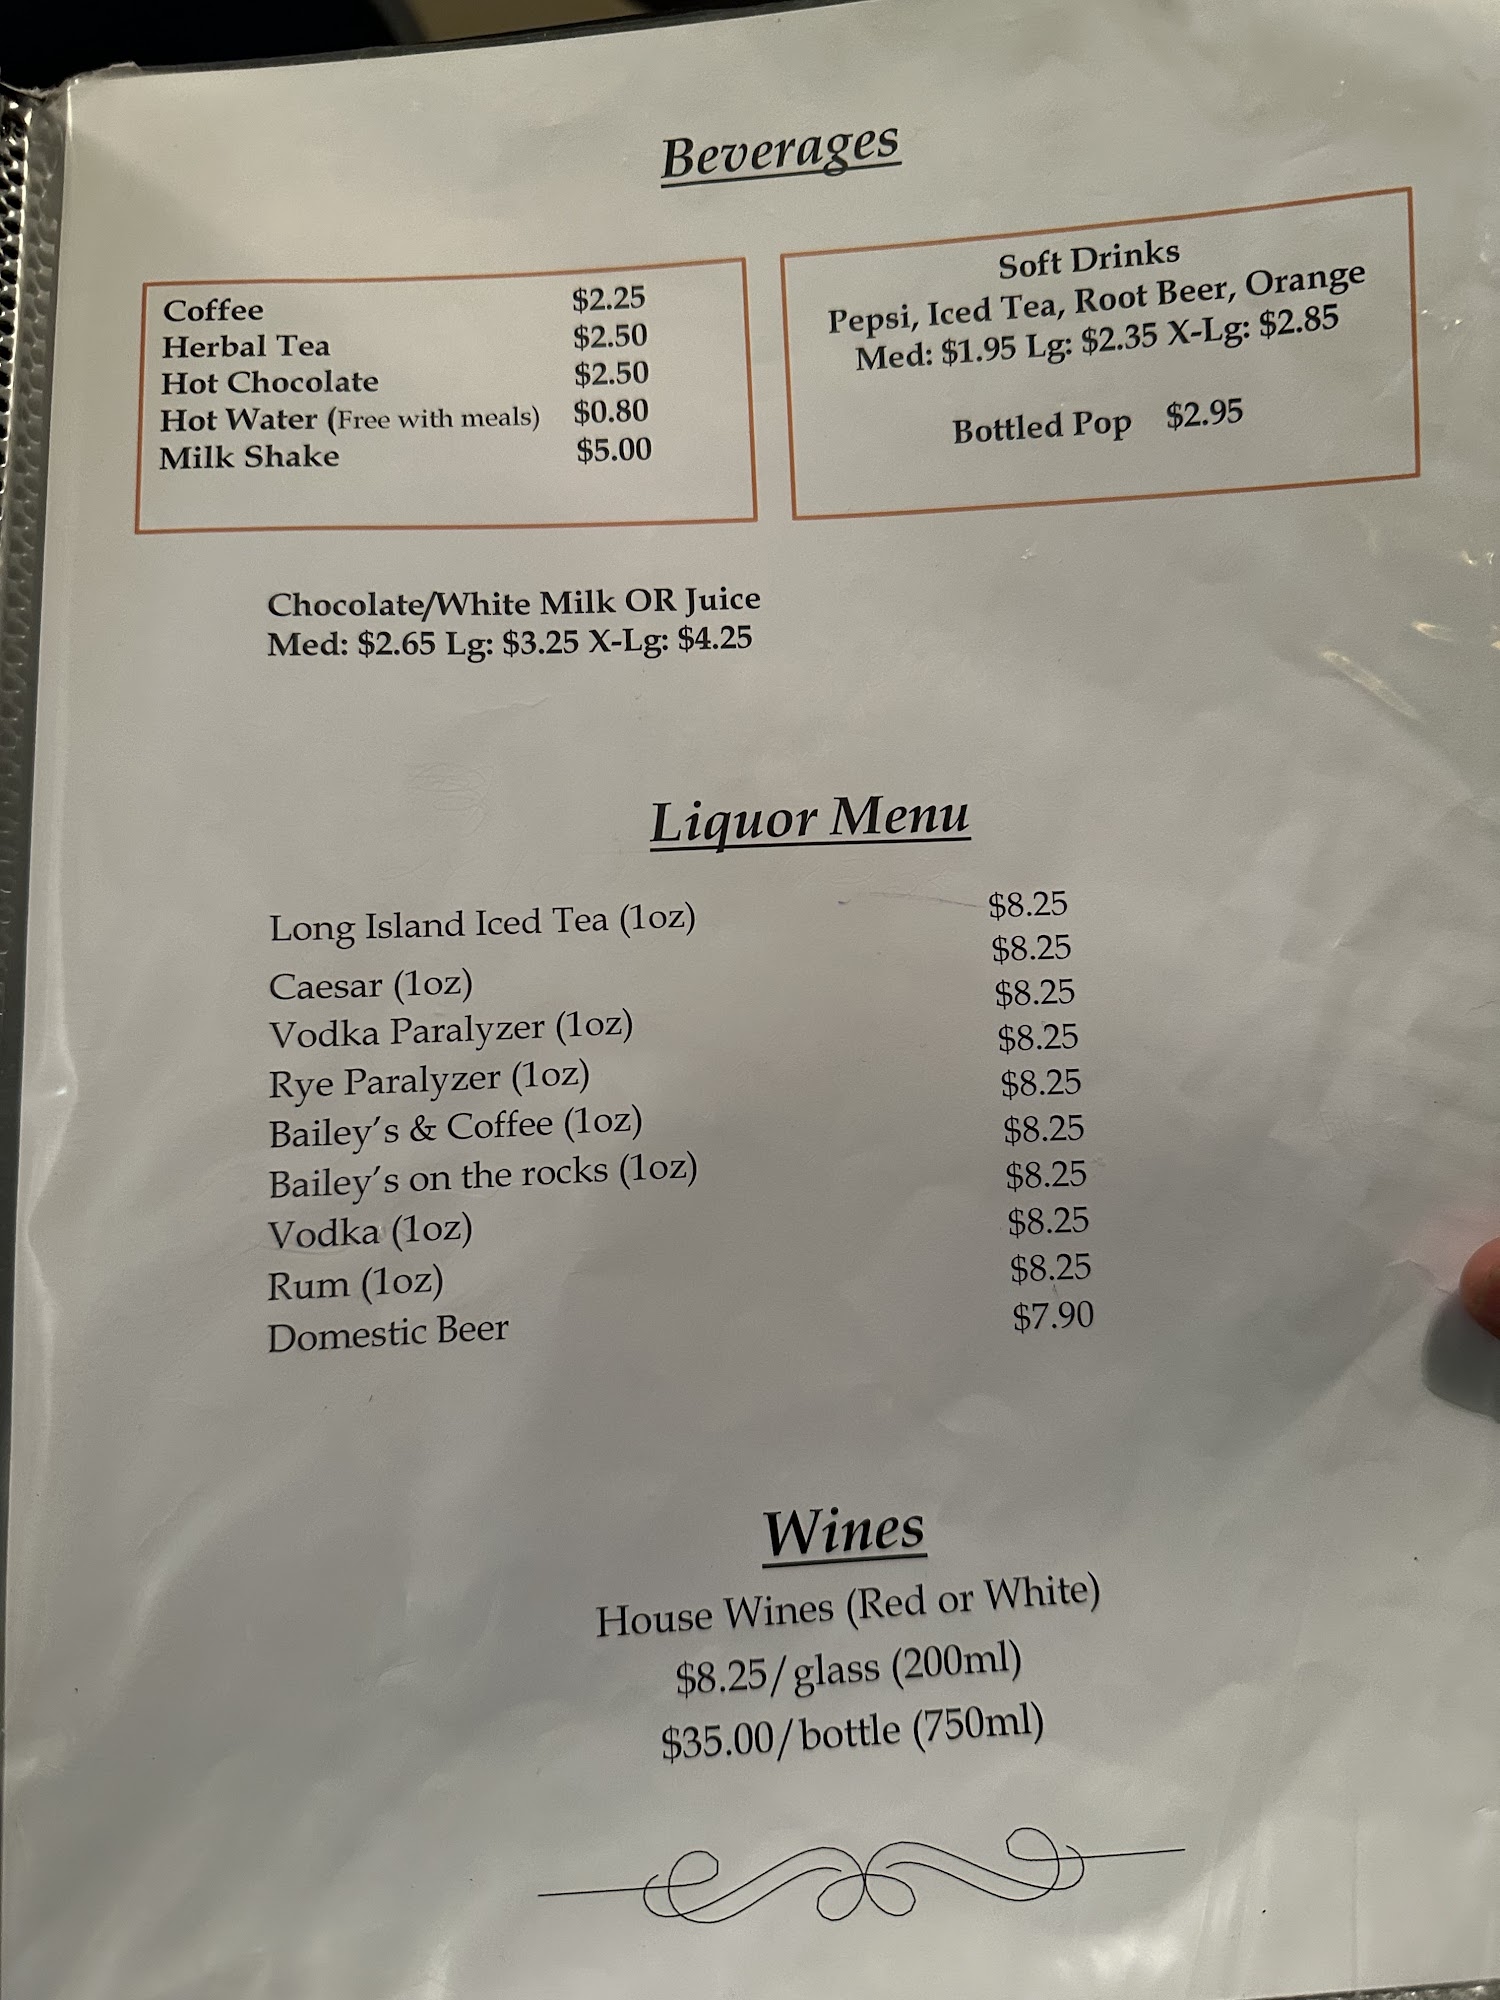 Beverages
Coffee $2.25
Herbal Tea $2.50
Hot Chocolate $2.50
Hot Water (Free with meals) $0.80
Milk Shake $5.00
Soft Drinks
Pepsi, Iced Tea, Root Beer, Orange
Med: $1.95 Lg: $2.35 X-Lg: $2.85
Bottled Pop $2.95
Chocolate/White Milk OR Juice
Med: $2.65 Lg: $3.25 X-Lg: $4.25
Liquor Menu
Long Island Iced Tea (1oz)
Caesar (1oz)
Vodka Paralyzer (1oz)
Rye Paralyzer (1oz)
Bailey's & Coffee (1oz)
Bailey's on the rocks (1oz)
Vodka (1oz)
Rum (1oz)
Domestic Beer
$8.25
$8.25
$8.25
$8.25
$8.25
$8.25
$8.25
$8.25
$8.25
$7.90
Wines
House Wines (Red or White)
$8.25/glass (200ml)
$35.00/bottle (750ml)